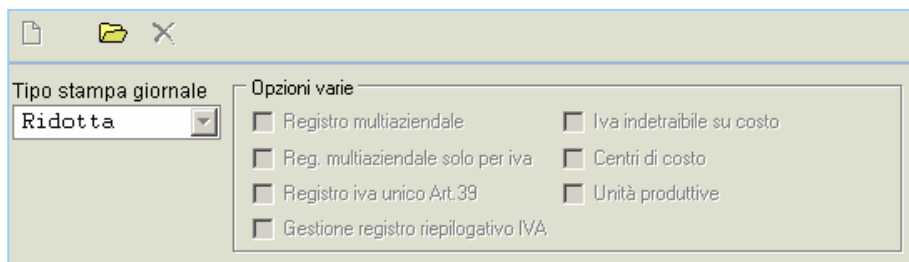 Tipo stampa giornale
Ridotta
Opzioni varie
Registro multiaziendale
Iva indetraibile su costo
Reg. multiaziendale solo per iva
Centri di costo
Registro iva unico Art.39
Unità produttive
Gestione registro riepilogativo IVA